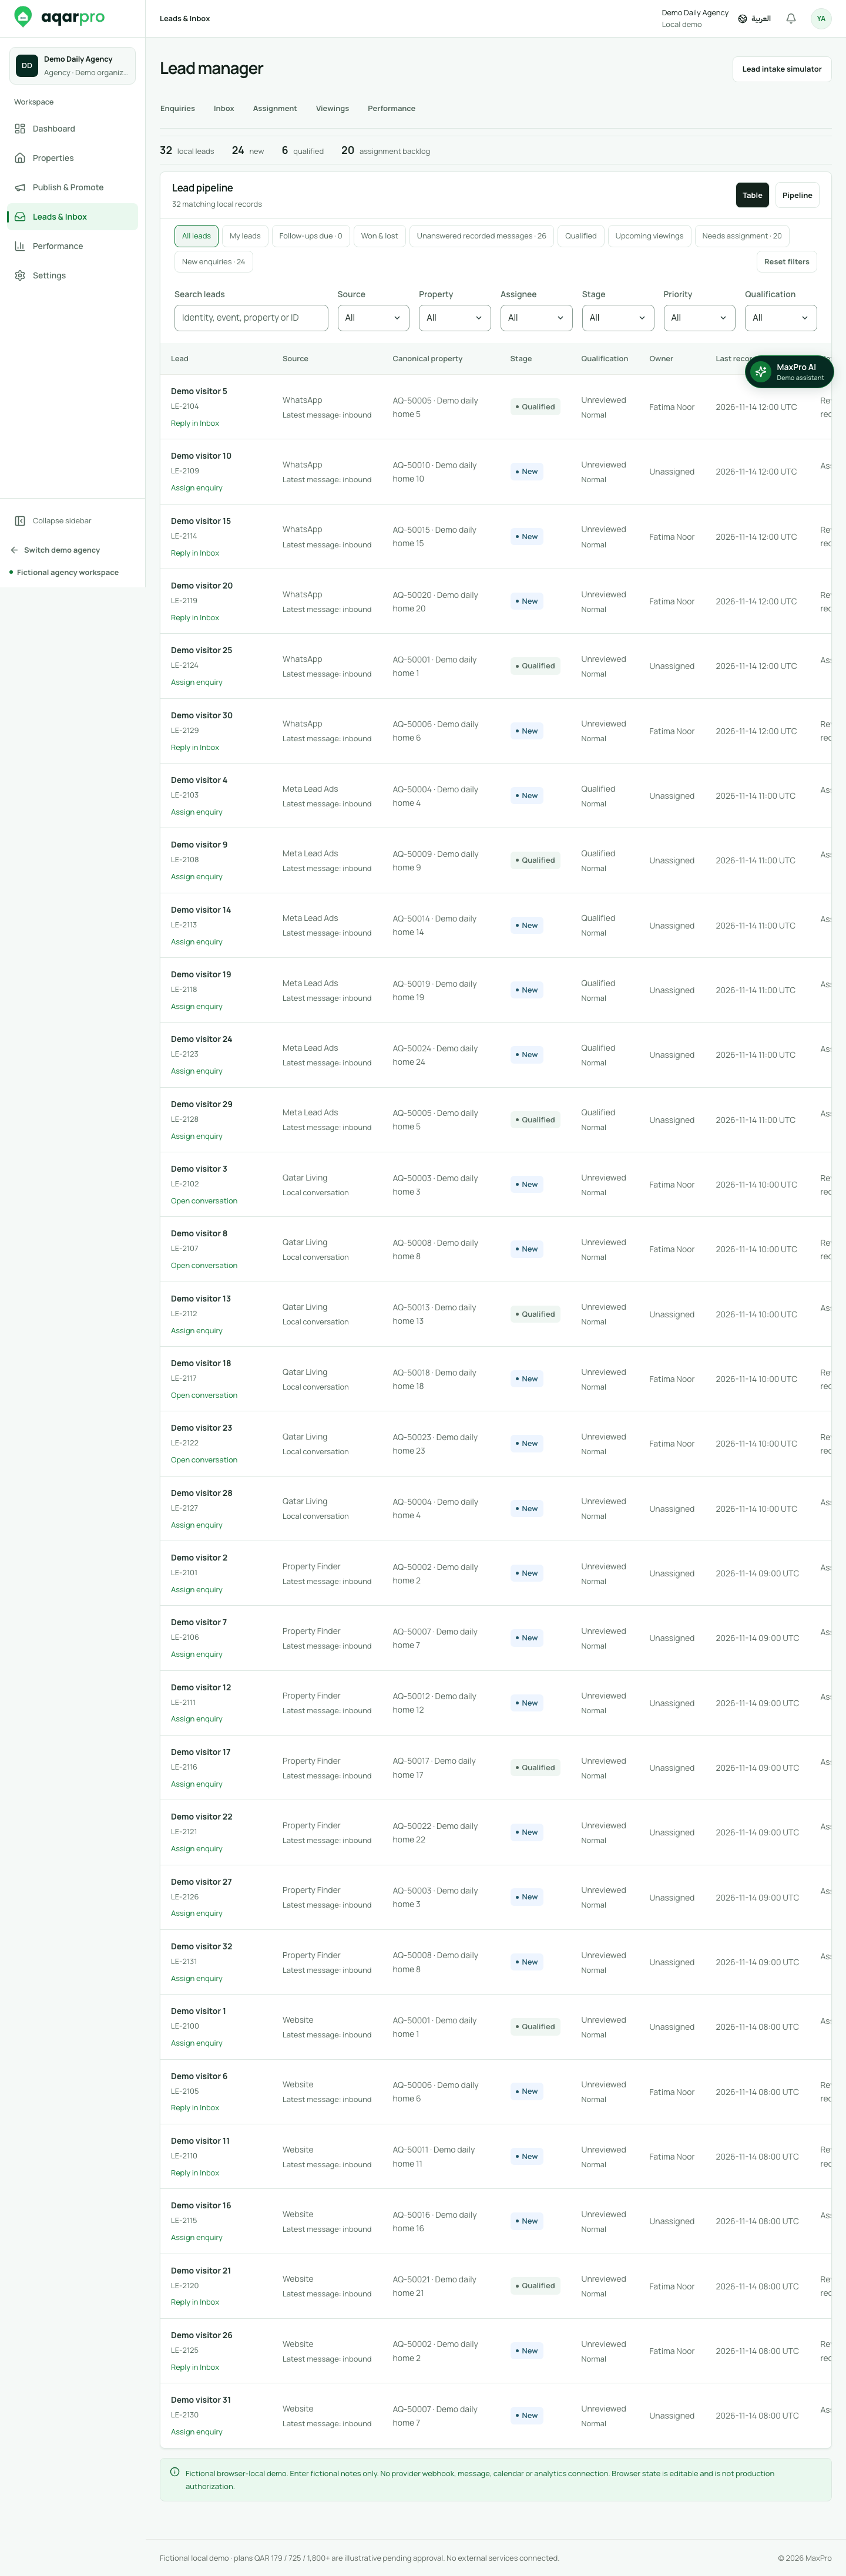 aqarpro
Leads & Inbox
Demo Daily Agency
Local demo
العربية
YA
DD
Demo Daily Agency
Agency · Demo organiz...
Workspace
Dashboard
Properties
Publish & Promote
Leads & Inbox
Performance
Settings
Collapse sidebar
Switch demo agency
Fictional agency workspace
Lead manager
Lead intake simulator
Enquiries Inbox Assignment Viewings Performance
32 local leads 24 new 6 qualified 20 assignment backlog
Lead pipeline
32 matching local records
Table Pipeline
All leads My leads Follow-ups due · 0 Won & lost Unanswered recorded messages · 26 Qualified Upcoming viewings Needs assignment · 20
New enquiries · 24 Reset filters
Search leads Source Property Assignee Stage Priority Qualification
Identity, event, property or ID All All All All All All
Lead Source Canonical property Stage Qualification Owner
MaxPro AI
Demo assistant
Demo visitor 5
LE-2104
Reply in Inbox
WhatsApp
Latest message: inbound
AQ-50005 · Demo daily
home 5
Qualified
Unreviewed
Normal
Fatima Noor
2026-11-14 12:00 UTC
Demo visitor 10
LE-2109
Assign enquiry
WhatsApp
Latest message: inbound
AQ-50010 · Demo daily
home 10
New
Unreviewed
Normal
Unassigned
2026-11-14 12:00 UTC
Demo visitor 15
LE-2114
Reply in Inbox
WhatsApp
Latest message: inbound
AQ-50015 · Demo daily
home 15
New
Unreviewed
Normal
Fatima Noor
2026-11-14 12:00 UTC
Demo visitor 20
LE-2119
Reply in Inbox
WhatsApp
Latest message: inbound
AQ-50020 · Demo daily
home 20
New
Unreviewed
Normal
Fatima Noor
2026-11-14 12:00 UTC
Demo visitor 25
LE-2124
Assign enquiry
WhatsApp
Latest message: inbound
AQ-50001 · Demo daily
home 1
Qualified
Unreviewed
Normal
Unassigned
2026-11-14 12:00 UTC
Demo visitor 30
LE-2129
Reply in Inbox
WhatsApp
Latest message: inbound
AQ-50006 · Demo daily
home 6
New
Unreviewed
Normal
Fatima Noor
2026-11-14 12:00 UTC
Demo visitor 4
LE-2103
Assign enquiry
Meta Lead Ads
Latest message: inbound
AQ-50004 · Demo daily
home 4
New
Qualified
Normal
Unassigned
2026-11-14 11:00 UTC
Demo visitor 9
LE-2108
Assign enquiry
Meta Lead Ads
Latest message: inbound
AQ-50009 · Demo daily
home 9
Qualified
Qualified
Normal
Unassigned
2026-11-14 11:00 UTC
Demo visitor 14
LE-2113
Assign enquiry
Meta Lead Ads
Latest message: inbound
AQ-50014 · Demo daily
home 14
New
Qualified
Normal
Unassigned
2026-11-14 11:00 UTC
Demo visitor 19
LE-2118
Assign enquiry
Meta Lead Ads
Latest message: inbound
AQ-50019 · Demo daily
home 19
New
Qualified
Normal
Unassigned
2026-11-14 11:00 UTC
Demo visitor 24
LE-2123
Assign enquiry
Meta Lead Ads
Latest message: inbound
AQ-50024 · Demo daily
home 24
New
Qualified
Normal
Unassigned
2026-11-14 11:00 UTC
Demo visitor 29
LE-2128
Assign enquiry
Meta Lead Ads
Latest message: inbound
AQ-50005 · Demo daily
home 5
Qualified
Qualified
Normal
Unassigned
2026-11-14 11:00 UTC
Demo visitor 3
LE-2102
Open conversation
Qatar Living
Local conversation
AQ-50003 · Demo daily
home 3
New
Unreviewed
Normal
Fatima Noor
2026-11-14 10:00 UTC
Demo visitor 8
LE-2107
Open conversation
Qatar Living
Local conversation
AQ-50008 · Demo daily
home 8
New
Unreviewed
Normal
Fatima Noor
2026-11-14 10:00 UTC
Demo visitor 13
LE-2112
Assign enquiry
Qatar Living
Local conversation
AQ-50013 · Demo daily
home 13
Qualified
Unreviewed
Normal
Unassigned
2026-11-14 10:00 UTC
Demo visitor 18
LE-2117
Open conversation
Qatar Living
Local conversation
AQ-50018 · Demo daily
home 18
New
Unreviewed
Normal
Fatima Noor
2026-11-14 10:00 UTC
Demo visitor 23
LE-2122
Open conversation
Qatar Living
Local conversation
AQ-50023 · Demo daily
home 23
New
Unreviewed
Normal
Fatima Noor
2026-11-14 10:00 UTC
Demo visitor 28
LE-2127
Assign enquiry
Qatar Living
Local conversation
AQ-50004 · Demo daily
home 4
New
Unreviewed
Normal
Unassigned
2026-11-14 10:00 UTC
Demo visitor 2
LE-2101
Assign enquiry
Property Finder
Latest message: inbound
AQ-50002 · Demo daily
home 2
New
Unreviewed
Normal
Unassigned
2026-11-14 09:00 UTC
Demo visitor 7
LE-2106
Assign enquiry
Property Finder
Latest message: inbound
AQ-50007 · Demo daily
home 7
New
Unreviewed
Normal
Unassigned
2026-11-14 09:00 UTC
Demo visitor 12
LE-2111
Assign enquiry
Property Finder
Latest message: inbound
AQ-50012 · Demo daily
home 12
New
Unreviewed
Normal
Unassigned
2026-11-14 09:00 UTC
Demo visitor 17
LE-2116
Assign enquiry
Property Finder
Latest message: inbound
AQ-50017 · Demo daily
home 17
Qualified
Unreviewed
Normal
Unassigned
2026-11-14 09:00 UTC
Demo visitor 22
LE-2121
Assign enquiry
Property Finder
Latest message: inbound
AQ-50022 · Demo daily
home 22
New
Unreviewed
Normal
Unassigned
2026-11-14 09:00 UTC
Demo visitor 27
LE-2126
Assign enquiry
Property Finder
Latest message: inbound
AQ-50003 · Demo daily
home 3
New
Unreviewed
Normal
Unassigned
2026-11-14 09:00 UTC
Demo visitor 32
LE-2131
Assign enquiry
Property Finder
Latest message: inbound
AQ-50008 · Demo daily
home 8
New
Unreviewed
Normal
Unassigned
2026-11-14 09:00 UTC
Demo visitor 1
LE-2100
Assign enquiry
Website
Latest message: inbound
AQ-50001 · Demo daily
home 1
Qualified
Unreviewed
Normal
Unassigned
2026-11-14 08:00 UTC
Demo visitor 6
LE-2105
Reply in Inbox
Website
Latest message: inbound
AQ-50006 · Demo daily
home 6
New
Unreviewed
Normal
Fatima Noor
2026-11-14 08:00 UTC
Demo visitor 11
LE-2110
Reply in Inbox
Website
Latest message: inbound
AQ-50011 · Demo daily
home 11
New
Unreviewed
Normal
Fatima Noor
2026-11-14 08:00 UTC
Demo visitor 16
LE-2115
Assign enquiry
Website
Latest message: inbound
AQ-50016 · Demo daily
home 16
New
Unreviewed
Normal
Unassigned
2026-11-14 08:00 UTC
Demo visitor 21
LE-2120
Reply in Inbox
Website
Latest message: inbound
AQ-50021 · Demo daily
home 21
Qualified
Unreviewed
Normal
Fatima Noor
2026-11-14 08:00 UTC
Demo visitor 26
LE-2125
Reply in Inbox
Website
Latest message: inbound
AQ-50002 · Demo daily
home 2
New
Unreviewed
Normal
Fatima Noor
2026-11-14 08:00 UTC
Demo visitor 31
LE-2130
Assign enquiry
Website
Latest message: inbound
AQ-50007 · Demo daily
home 7
New
Unreviewed
Normal
Unassigned
2026-11-14 08:00 UTC
Fictional browser-local demo. Enter fictional notes only. No provider webhook, message, calendar or analytics connection. Browser state is editable and is not production
authorization.
Fictional local demo · plans QAR 179 / 725 / 1,800+ are illustrative pending approval. No external services connected.
© 2026 MaxPro